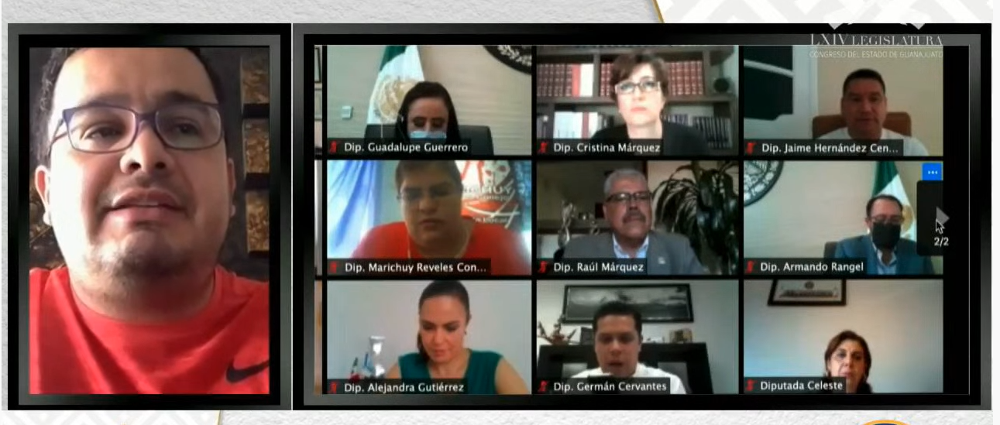 LXIV LEGISLATURA
CONGRESO DEL ESTADO DE GUANAJUATO
Dip. Guadalupe Guerrero
Dip. Cristina Márquez
Dip. Jaime Hernández Cen...
Dip. Marichuy Reveles Con...
Dip. Raúl Márquez
Dip. Armando Rangel
2/2
Dip. Alejandra Gutiérrez
Dip. Germán Cervantes
Diputada Celeste